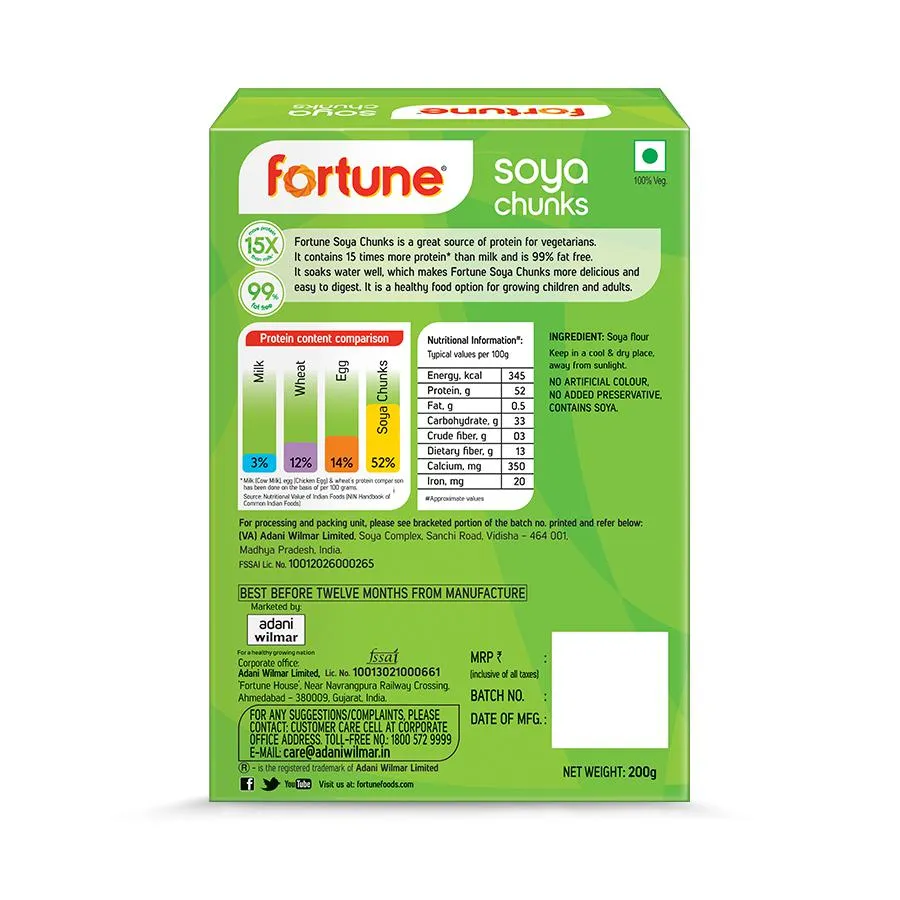 soya
chunks
fortune
fortune®
soya
chunks
100% Veg.
more protein
15X
than milk
99%
fat free
Fortune Soya Chunks is a great source of protein for vegetarians.
It contains 15 times more protein* than milk and is 99% fat free.
It soaks water well, which makes Fortune Soya Chunks more delicious and
easy to digest. It is a healthy food option for growing children and adults.
Protein content comparison
Milk
Wheat
Egg
Soya Chunks
3%
12%
14%
52%
* Milk (Cow Milk), egg (Chicken Egg) & wheat's protein comparison
has been done on the basis of per 100 grams.
Source: Nutritional Value of Indian Foods (NIN Handbook of
Common Indian Foods)
Nutritional Information#:
Typical values per 100g
Energy, kcal 345
Protein, g 52
Fat, g 0.5
Carbohydrate, g 33
Crude fiber, g 03
Dietary fiber, g 13
Calcium, mg 350
Iron, mg 20
#Approximate values
INGREDIENT: Soya flour
Keep in a cool & dry place,
away from sunlight.
NO ARTIFICIAL COLOUR,
NO ADDED PRESERVATIVE,
CONTAINS SOYA.
For processing and packing unit, please see bracketed portion of the batch no. printed and refer below:
(VA) Adani Wilmar Limited, Soya Complex, Sanchi Road, Vidisha – 464 001,
Madhya Pradesh, India.
FSSAI Lic. No. 10012026000265
BEST BEFORE TWELVE MONTHS FROM MANUFACTURE
Marketed by:
adani
wilmar
For a healthy growing nation
Corporate office:
fssai
Adani Wilmar Limited, Lic. No. 10013021000661
'Fortune House', Near Navrangpura Railway Crossing,
Ahmedabad – 380009, Gujarat, India.
FOR ANY SUGGESTIONS/COMPLAINTS, PLEASE
CONTACT: CUSTOMER CARE CELL AT CORPORATE
OFFICE ADDRESS. TOLL-FREE NO.: 1800 572 9999
E-MAIL: care@adaniwilmar.in
® - is the registered trademark of Adani Wilmar Limited
f YouTube Visit us at: fortunefoods.com
MRP ₹ :
(inclusive of all taxes)
BATCH NO. :
DATE OF MFG. :
NET WEIGHT: 200g